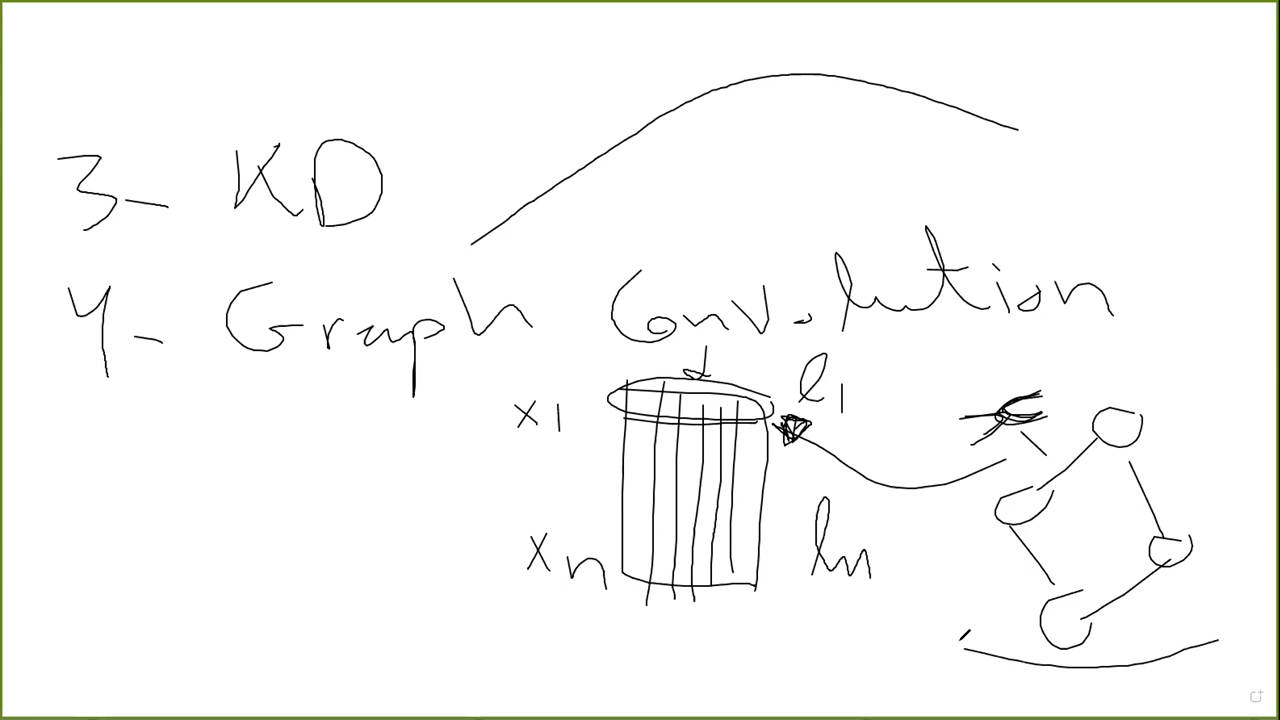 3- KD
4- Graph Convolution
x1 l1
xn ln